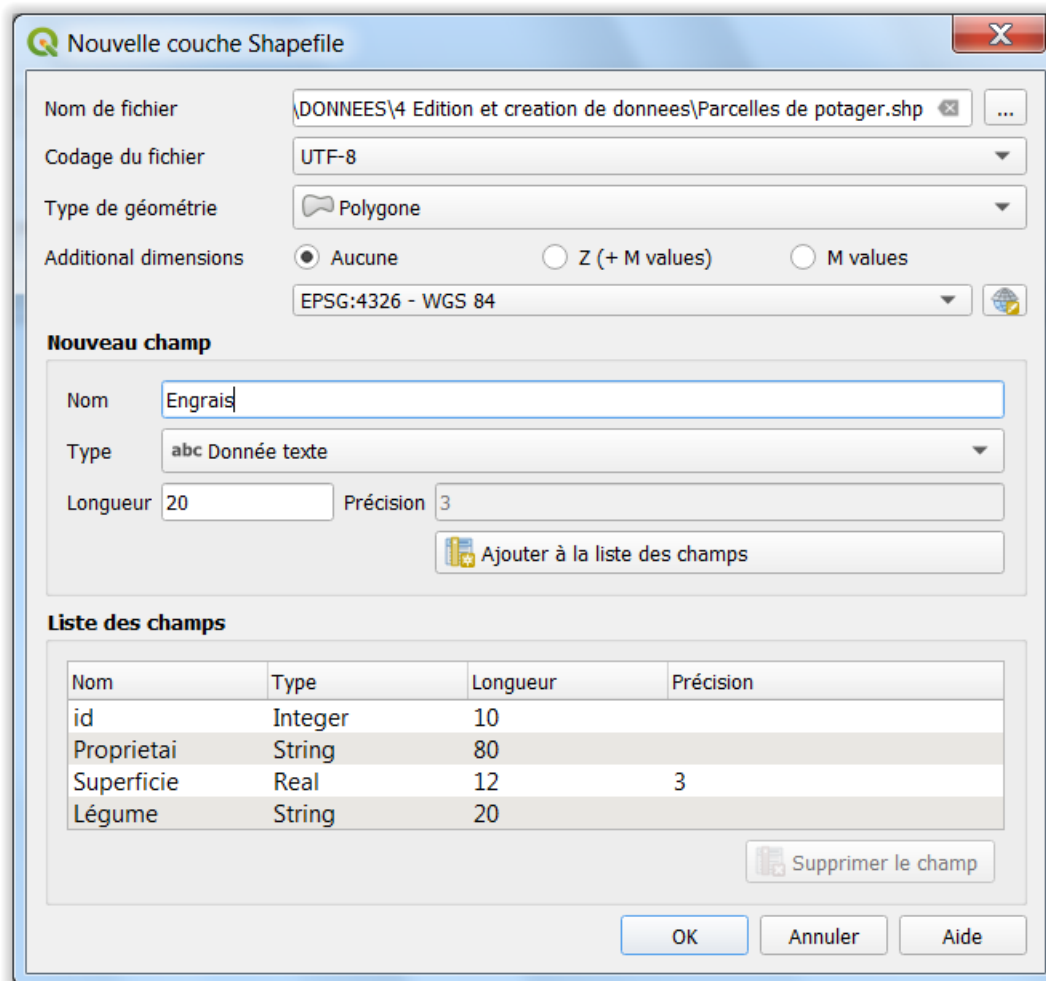 Nouvelle couche Shapefile
X
Nom de fichier \DONNEES\4 Edition et creation de donnees\Parcelles de potager.shp ...
Codage du fichier UTF-8
Type de géométrie Polygone
Additional dimensions Aucune Z (+ M values) M values
EPSG:4326 - WGS 84
Nouveau champ
Nom Engrais
Type abc Donnée texte
Longueur 20 Précision 3
Ajouter à la liste des champs
Liste des champs
Nom Type Longueur Précision
id Integer 10
Proprietai String 80
Superficie Real 12 3
Légume String 20
Supprimer le champ
OK Annuler Aide